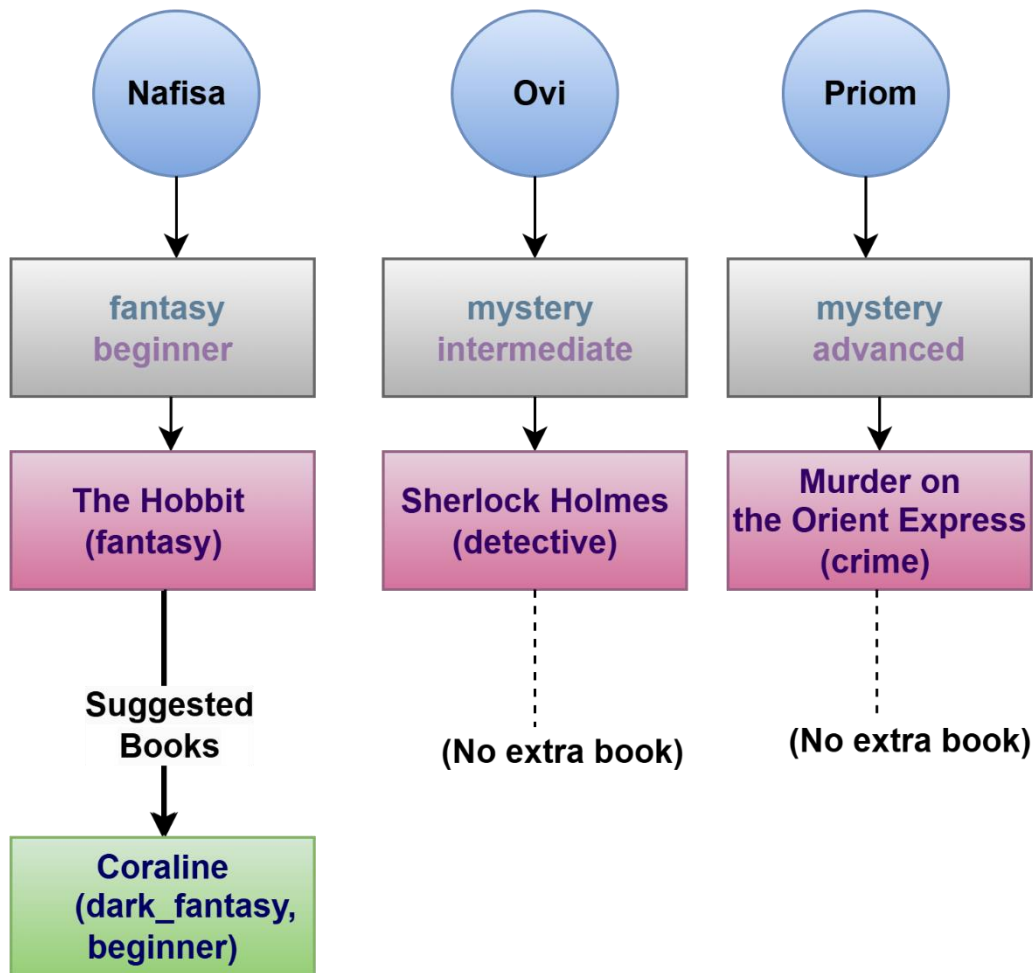 Nafisa
Ovi
Priom
fantasy
beginner
mystery
intermediate
mystery
advanced
The Hobbit
(fantasy)
Sherlock Holmes
(detective)
Murder on
the Orient Express
(crime)
Suggested
Books
(No extra book)
(No extra book)
Coraline
(dark_fantasy,
beginner)